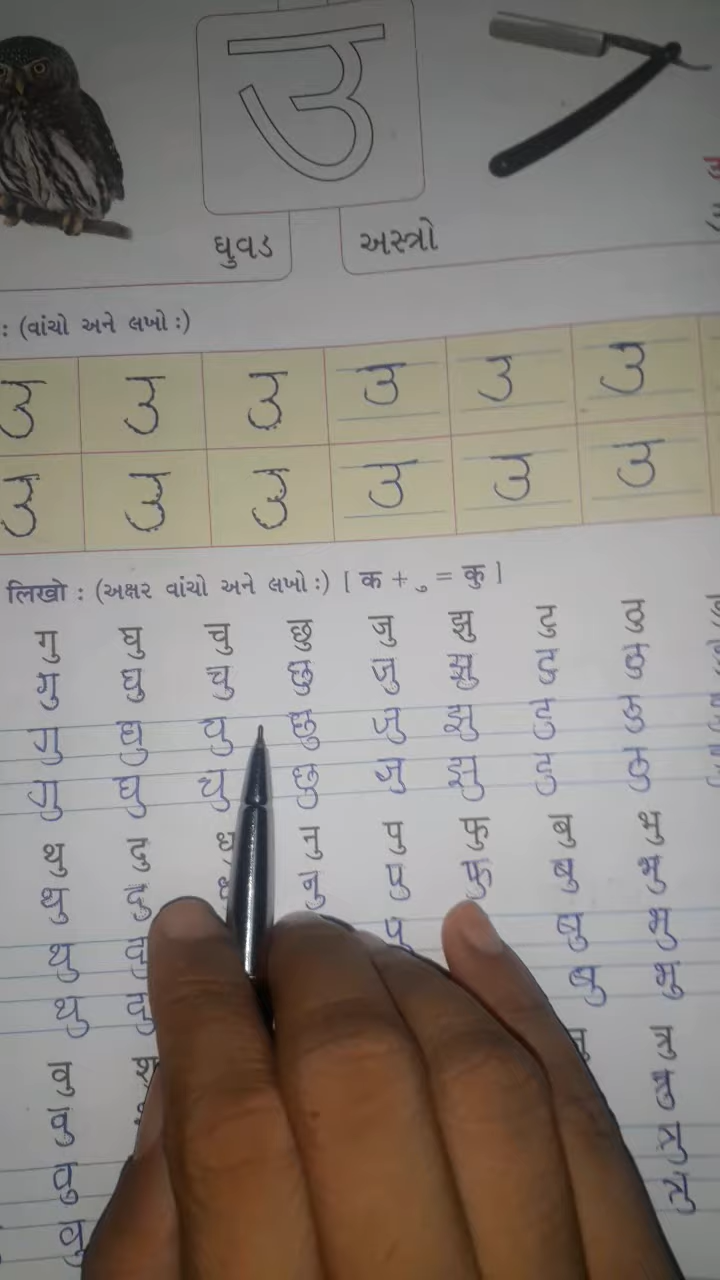 उ
ઘુવડ અસ્ત્રો
: (વાંચો અને લખો :)
उ उ उ उ उ उ
उ उ उ उ उ उ
लिखो : (અક્ષર વાંચો અને લખો :) [ क + ु = कु ]
गु घु चु छु जु झु टु ठु
गु घु चु छु जु झु टु ठु
गु घु चु छु जु झु टु ठु
गु घु चु छु जु झु टु ठु
थु दु धु नु पु फु बु भु
थु दु नु पु फु बु भु
थु दु पु बु भु
थु दु बु भु
वु शु त्रु
वु त्रु
वु त्रु
वु त्रु